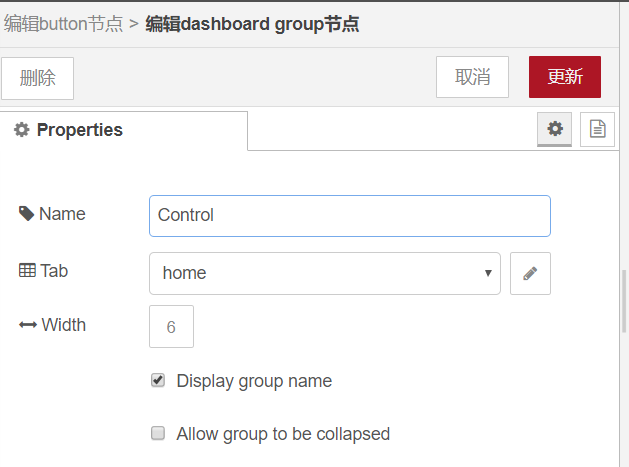 编辑button节点 > 编辑dashboard group节点
删除 取消 更新
Properties
Name Control
Tab home
Width 6
Display group name
Allow group to be collapsed